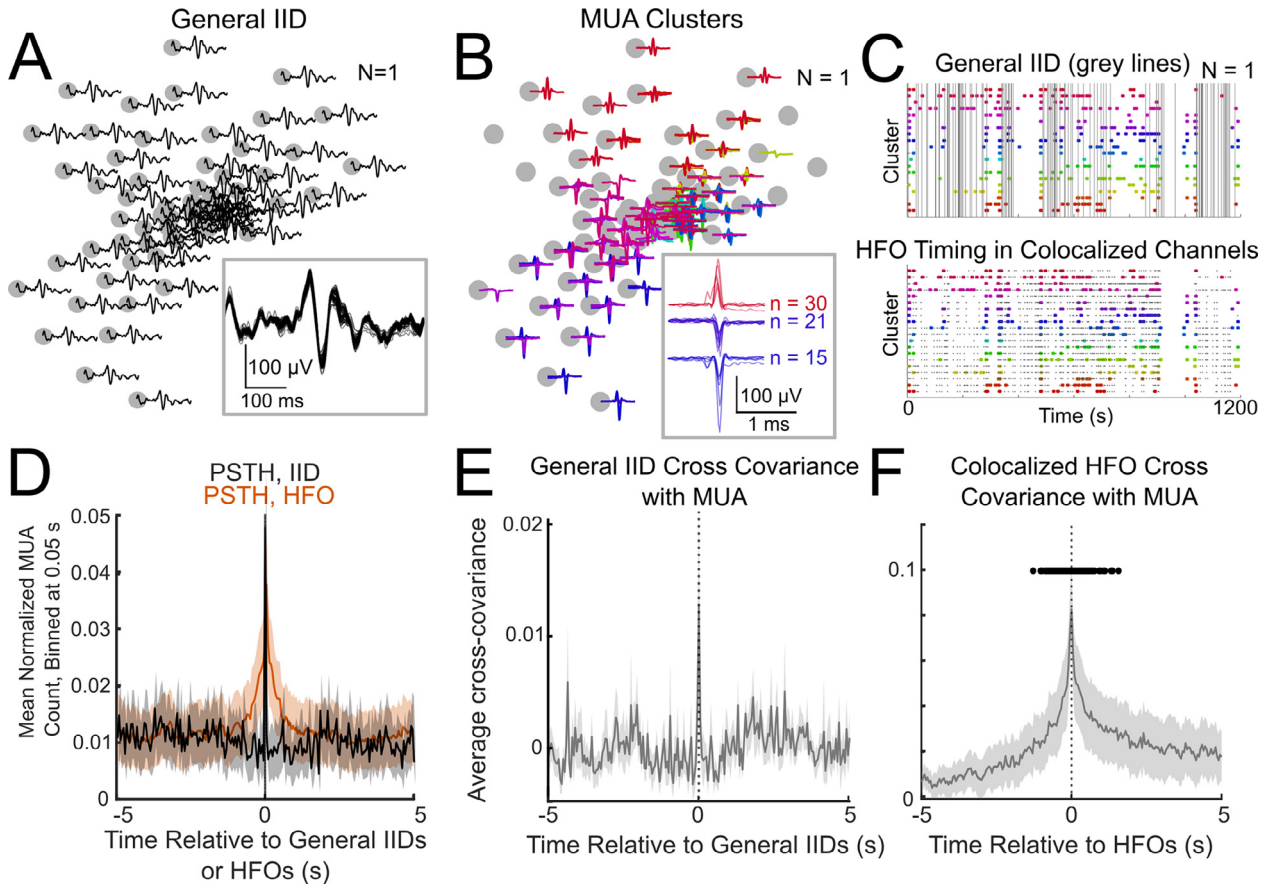 A
General IID
N=1
100 µV
100 ms
B
MUA Clusters
N = 1
n = 30
n = 21
n = 15
100 µV
1 ms
C
General IID (grey lines)
N = 1
Cluster
HFO Timing in Colocalized Channels
Cluster
0
Time (s)
1200
D
PSTH, IID
PSTH, HFO
Mean Normalized MUA
Count, Binned at 0.05 s
0.05
0.04
0.03
0.02
0.01
0
-5
0
5
Time Relative to General IIDs
or HFOs (s)
E
General IID Cross Covariance
with MUA
Average cross-covariance
0.02
0.01
0
-5
0
5
Time Relative to General IIDs (s)
F
Colocalized HFO Cross
Covariance with MUA
0.1
0
-5
0
5
Time Relative to HFOs (s)